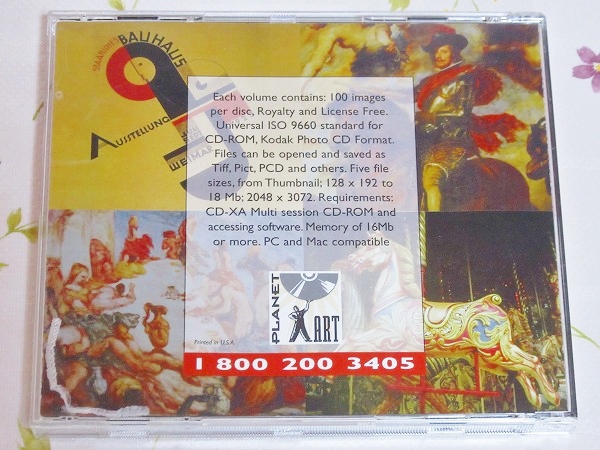 STAATLICHES
BAUHAUS
AUSSTELLUNG
WEIMAR
Each volume contains: 100 images
per disc, Royalty and License Free.
Universal ISO 9660 standard for
CD-ROM, Kodak Photo CD Format.
Files can be opened and saved as
Tiff, Pict, PCD and others. Five file
sizes, from Thumbnail; 128 x 192 to
18 Mb; 2048 x 3072. Requirements:
CD-XA Multi session CD-ROM and
accessing software. Memory of 16Mb
or more. PC and Mac compatible
PLANET
ART
Printed in U.S.A.
1 800 200 3405